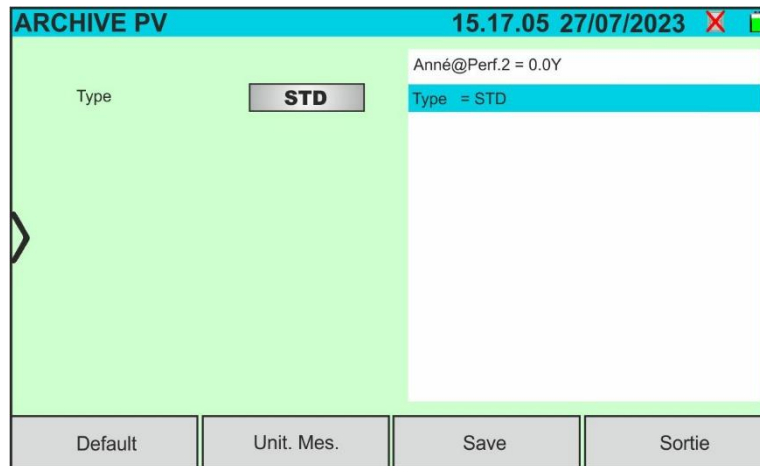 ARCHIVE PV 15.17.05 27/07/2023
Anné@Perf.2 = 0.0Y
Type STD
Type = STD
Default Unit. Mes. Save Sortie